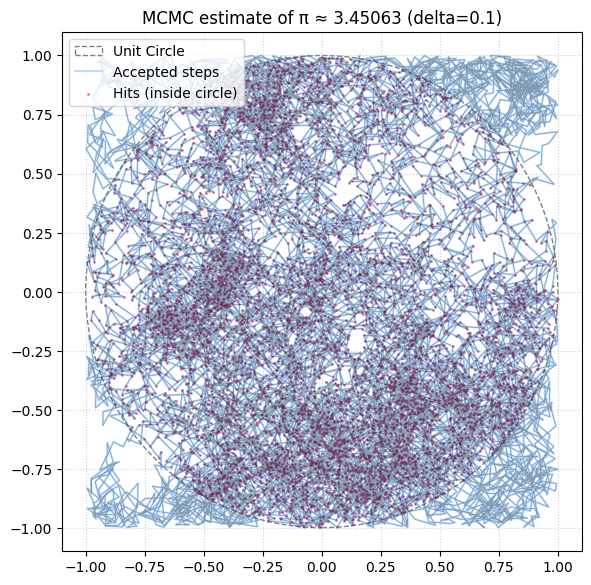 MCMC estimate of π ≈ 3.45063 (delta=0.1)
Unit Circle
Accepted steps
Hits (inside circle)
1.00
0.75
0.50
0.25
0.00
−0.25
−0.50
−0.75
−1.00
−1.00 −0.75 −0.50 −0.25 0.00 0.25 0.50 0.75 1.00